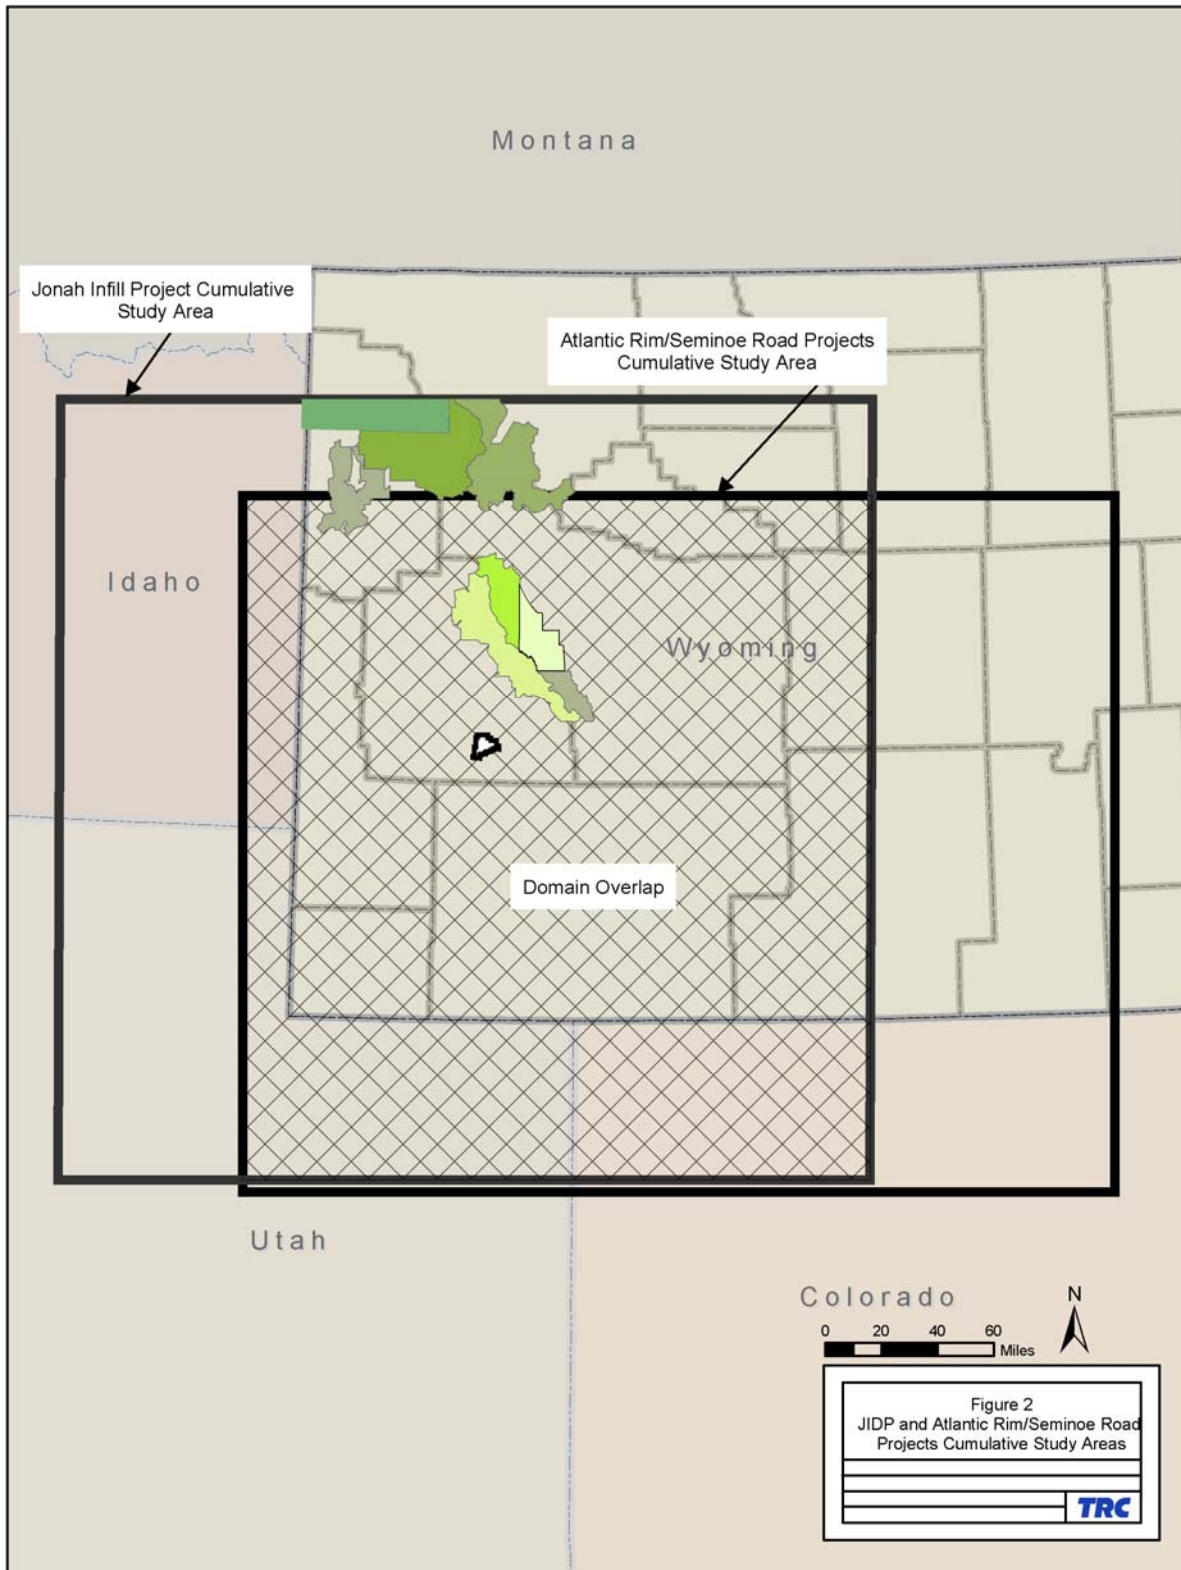 Montana
Jonah Infill Project Cumulative
Study Area
Atlantic Rim/Seminoe Road Projects
Cumulative Study Area
Idaho
Wyoming
Domain Overlap
Utah
Colorado
N
0 20 40 60
Miles
Figure 2
JIDP and Atlantic Rim/Seminoe Road
Projects Cumulative Study Areas
TRC